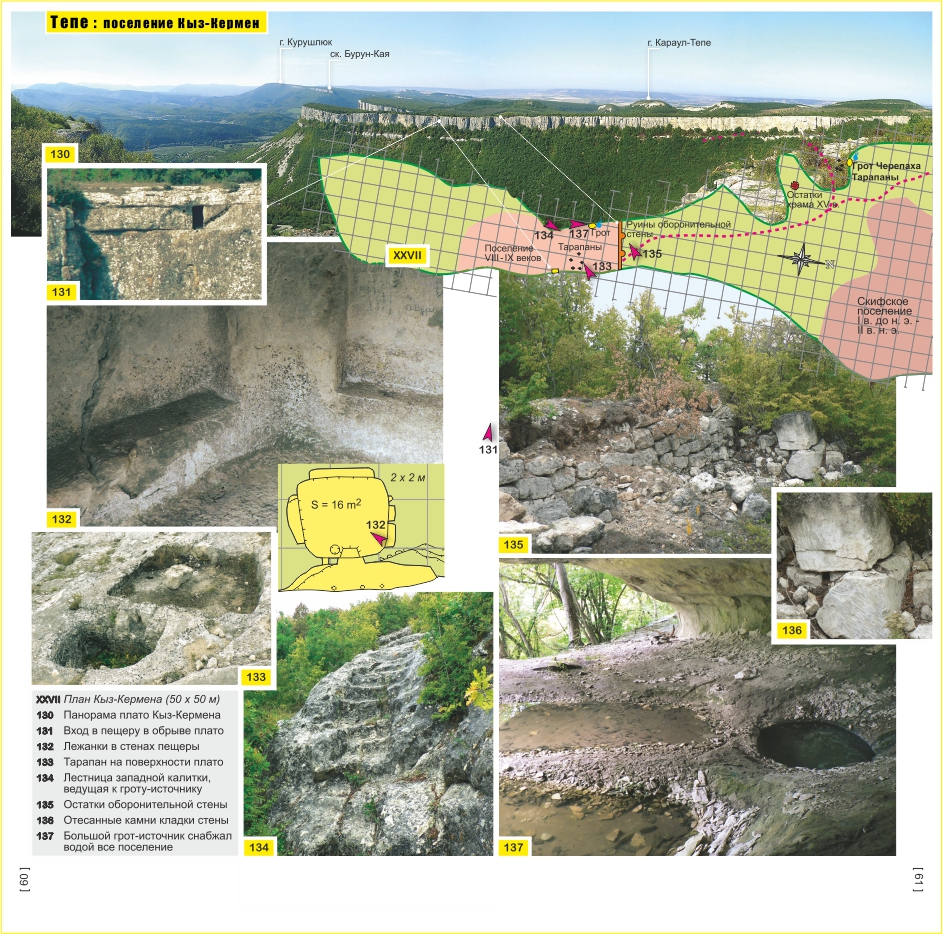 Тепе : поселение Кыз-Кермен
г. Курушлюк
ск. Бурун-Кая
г. Караул-Тепе
130
Грот Черепаха
Тарапаны
Остатки
храма XV в.
131
134
137
Грот
Руины оборонительной
стены
Поселение
VIII-IX веков
Тарапаны
133
135
XXVII
N
Скифское
поселение
I в. до н. э. -
II в. н. э.
131
2 x 2 м
S = 16 m²
132
132
135
136
133
XXVII План Кыз-Кермена (50 x 50 м)
130 Панорама плато Кыз-Кермена
131 Вход в пещеру в обрыве плато
132 Лежанки в стенах пещеры
133 Тарапан на поверхности плато
134 Лестница западной калитки,
ведущая к гроту-источнику
135 Остатки оборонительной стены
136 Отесанные камни кладки стены
137 Большой грот-источник снабжал
водой все поселение
134
137
[ 60 ]
[ 61 ]